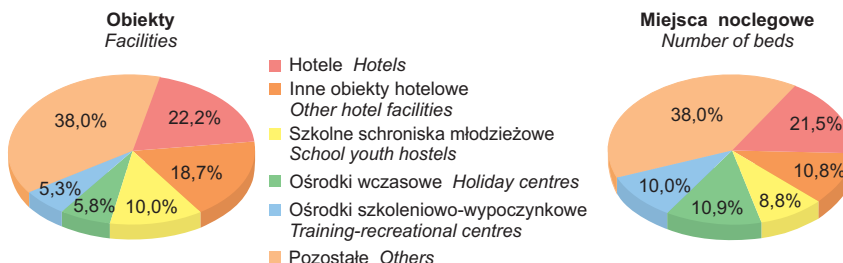 Obiekty
Facilities
38,0%
22,2%
18,7%
10,0%
5,8%
5,3%
Hotele Hotels
Inne obiekty hotelowe
Other hotel facilities
Szkolne schroniska młodzieżowe
School youth hostels
Ośrodki wczasowe Holiday centres
Ośrodki szkoleniowo-wypoczynkowe
Training-recreational centres
Pozostałe Others
Miejsca noclegowe
Number of beds
38,0%
21,5%
10,8%
8,8%
10,9%
10,0%